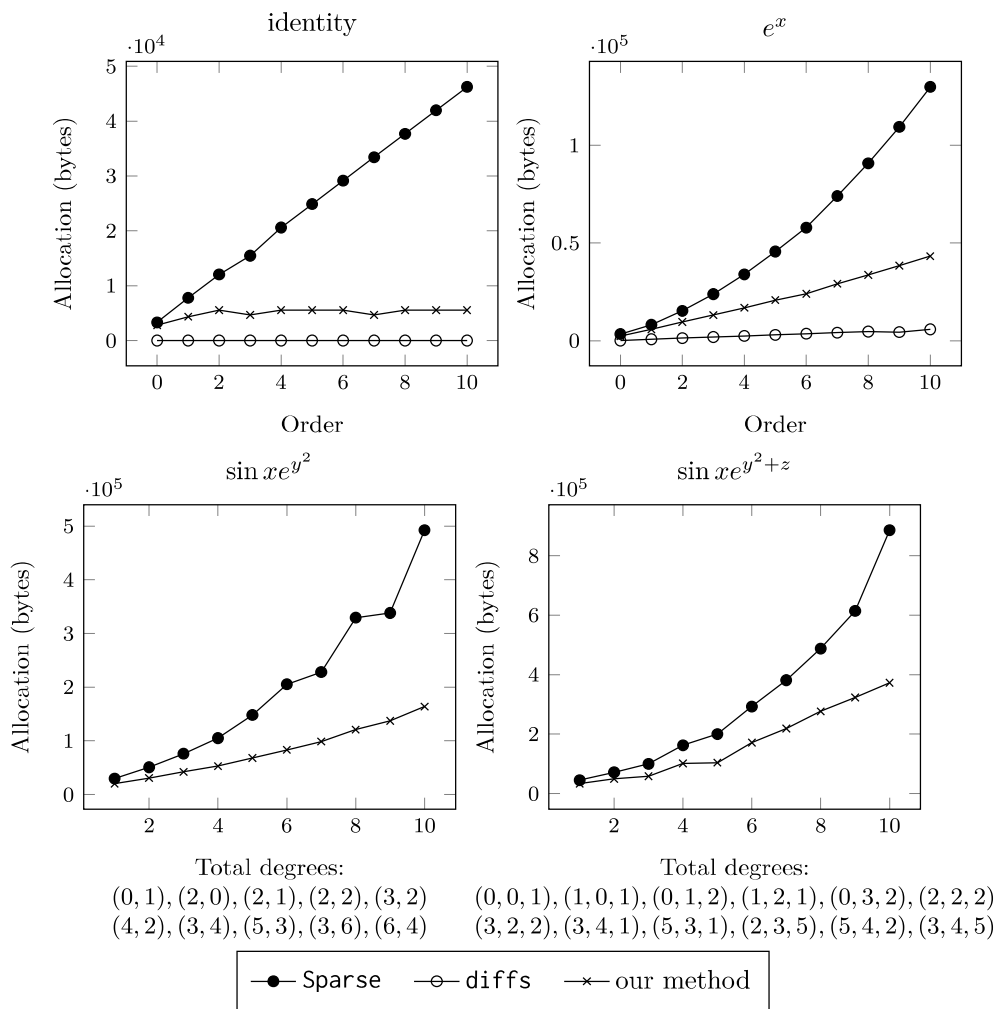 identity
·10^4
Allocation (bytes)
5
4
3
2
1
0
0 2 4 6 8 10
Order
e^x
·10^5
Allocation (bytes)
1
0.5
0
0 2 4 6 8 10
Order
sin xe^{y^2}
·10^5
Allocation (bytes)
5
4
3
2
1
0
2 4 6 8 10
Total degrees:
(0, 1), (2, 0), (2, 1), (2, 2), (3, 2)
(4, 2), (3, 4), (5, 3), (3, 6), (6, 4)
sin xe^{y^2+z}
·10^5
Allocation (bytes)
8
6
4
2
0
2 4 6 8 10
Total degrees:
(0, 0, 1), (1, 0, 1), (0, 1, 2), (1, 2, 1), (0, 3, 2), (2, 2, 2)
(3, 2, 2), (3, 4, 1), (5, 3, 1), (2, 3, 5), (5, 4, 2), (3, 4, 5)
Sparse diffs our method